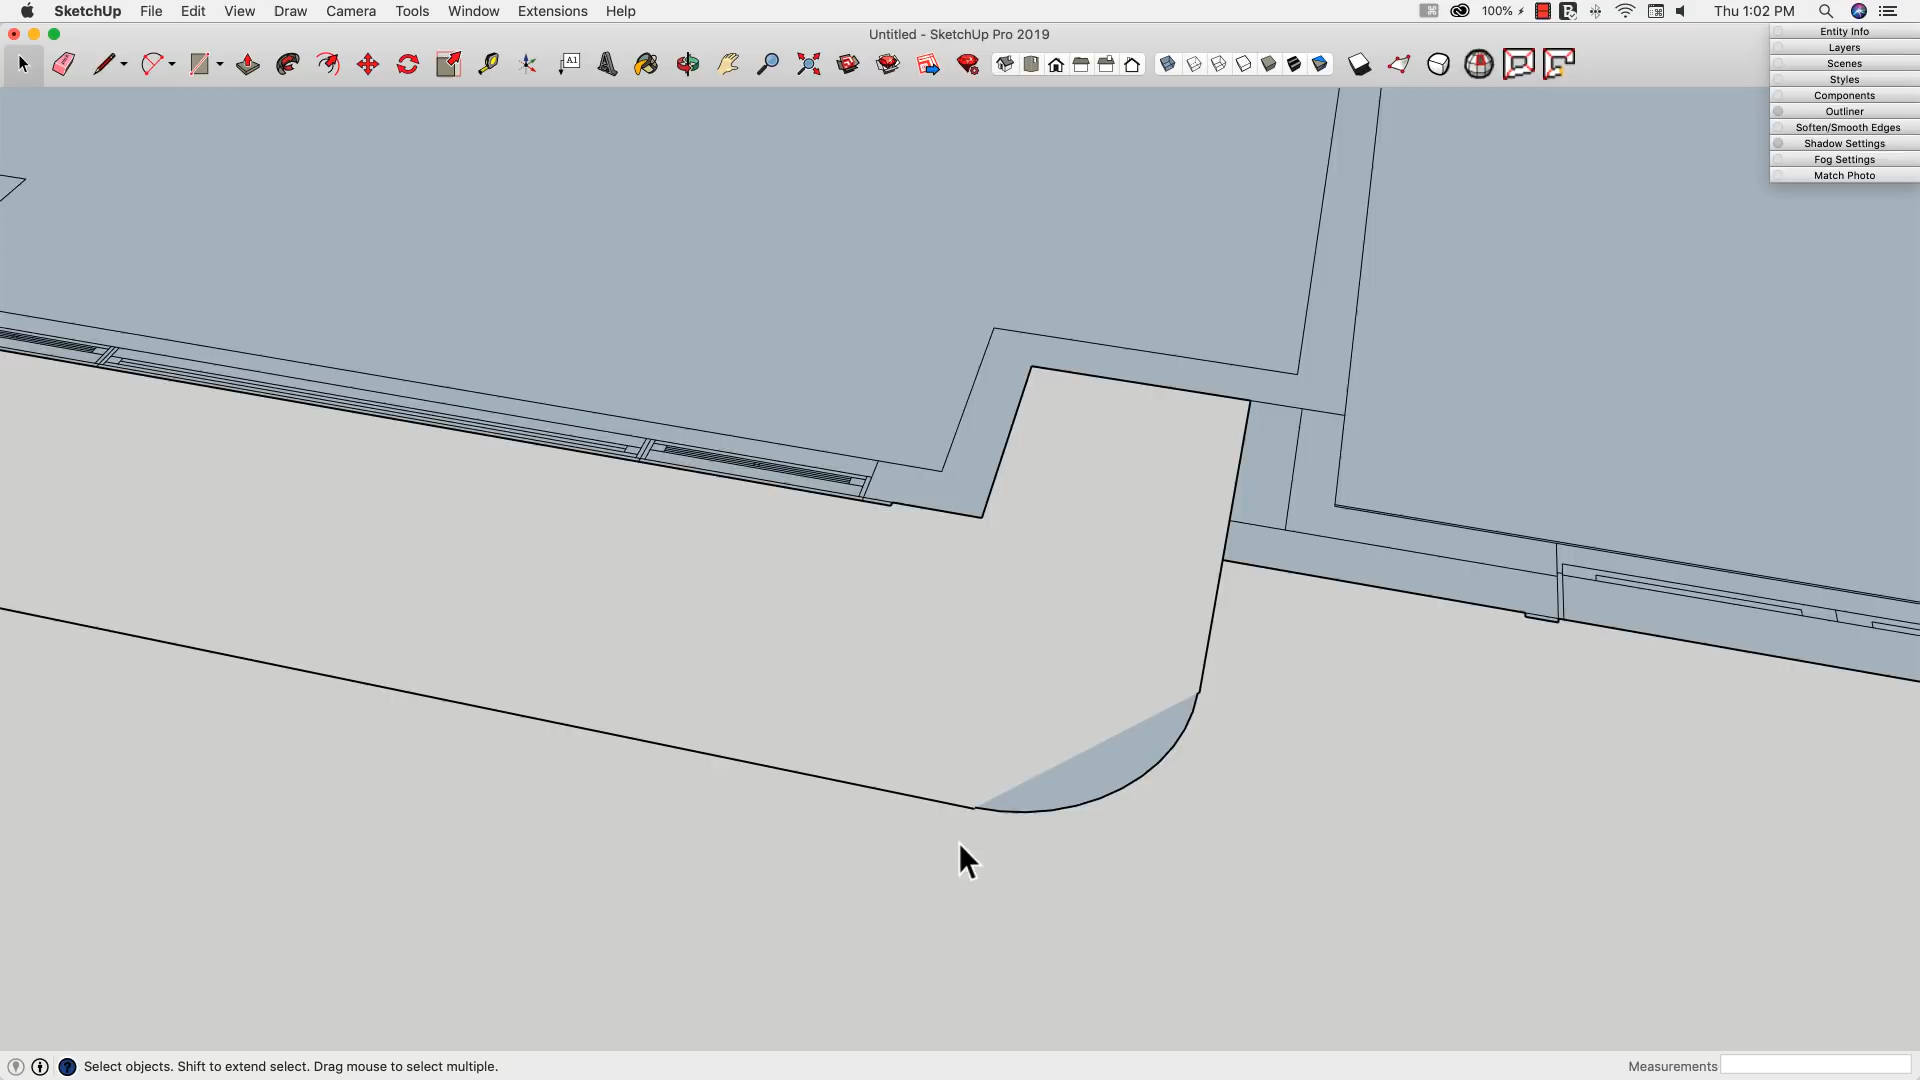 SketchUp File Edit View Draw Camera Tools Window Extensions Help 100% Thu 1:02 PM
Untitled - SketchUp Pro 2019
A1
Entity Info
Layers
Scenes
Styles
Components
Outliner
Soften/Smooth Edges
Shadow Settings
Fog Settings
Match Photo
Select objects. Shift to extend select. Drag mouse to select multiple. Measurements